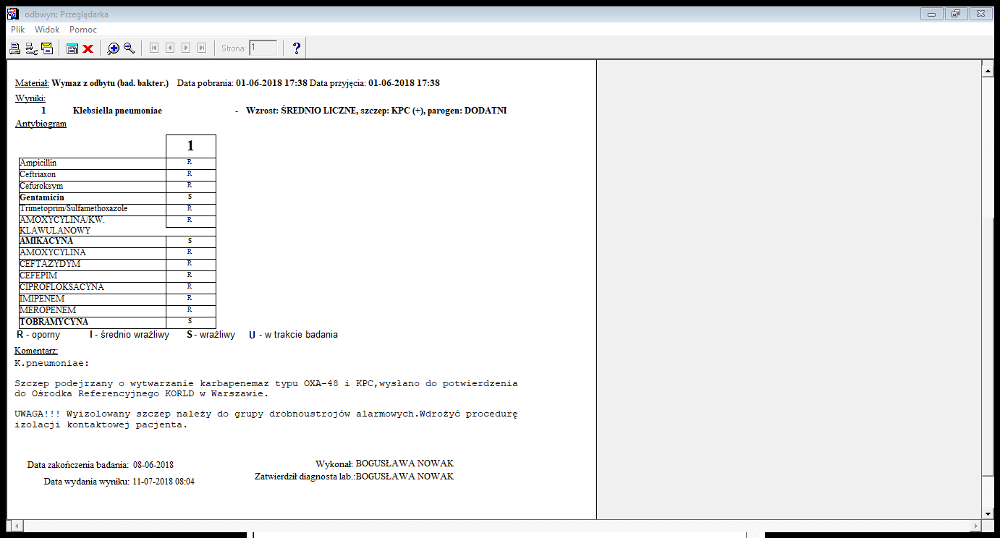 odbwyn: Przeglądarka
Plik Widok Pomoc
Strona: 1
Materiał: Wymaz z odbytu (bad. bakter.) Data pobrania: 01-06-2018 17:38 Data przyjęcia: 01-06-2018 17:38
Wyniki:
1 Klebsiella pneumoniae - Wzrost: ŚREDNIO LICZNE, szczep: KPC (+), parogen: DODATNI
Antybiogram
1
Ampicillin R
Ceftriaxon R
Cefuroksym R
Gentamicin S
Trimetoprim/Sulfamethoxazole R
AMOXYCYLINA/KW. R
KLAWULANOWY
AMIKACYNA S
AMOXYCYLINA R
CEFTAZYDYM R
CEFEPIM R
CIPROFLOKSACYNA R
IMIPENEM R
MEROPENEM R
TOBRAMYCYNA S
R - oporny I - średnio wrażliwy S - wrażliwy U - w trakcie badania
Komentarz:
K.pneumoniae:
Szczep podejrzany o wytwarzanie karbapenemaz typu OXA-48 i KPC,wysłano do potwierdzenia
do Ośrodka Referencyjnego KORLD w Warszawie.
UWAGA!!! Wyizolowany szczep należy do grupy drobnoustrojów alarmowych.Wdrożyć procedurę
izolacji kontaktowej pacjenta.
Data zakończenia badania: 08-06-2018 Wykonał: BOGUSŁAWA NOWAK
Data wydania wyniku: 11-07-2018 08:04 Zatwierdził diagnosta lab.:BOGUSŁAWA NOWAK